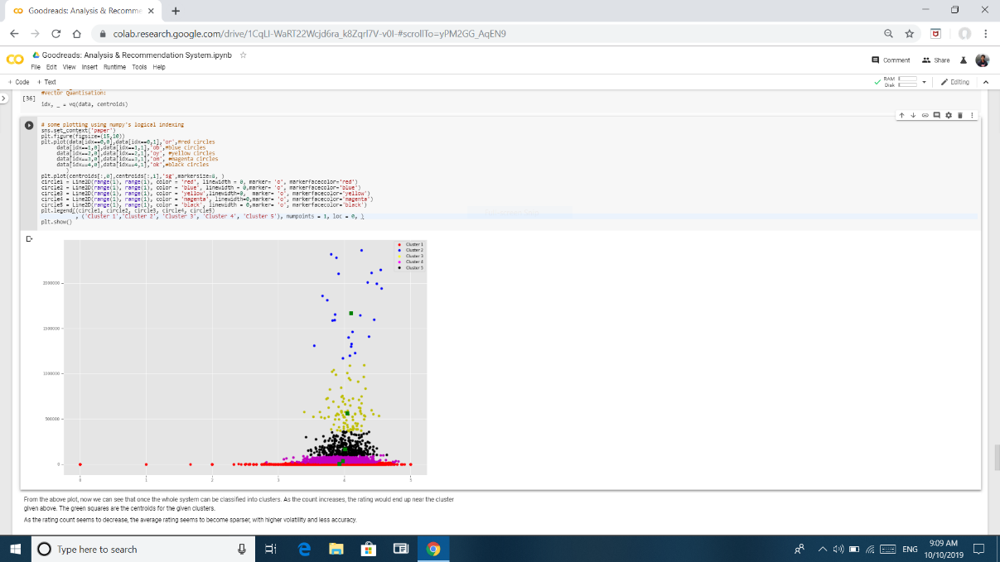 Goodreads: Analysis & Recomme
colab.research.google.com/drive/1CqLI-WaRT22Wcjd6ra_k8Zqrl7V-v0I-#scrollTo=yPM2GG_AqEN9
Goodreads: Analysis & Recommendation System.ipynb
File Edit View Insert Runtime Tools Help
Comment Share
+ Code + Text
RAM
Disk
Editing
#Vector Quantisation:
[36]
idx, _ = vq(data, centroids)
# some plotting using numpy's logical indexing
sns.set_context('paper')
plt.figure(figsize=(15,10))
plt.plot(data[idx==0,0],data[idx==0,1],'or',#red circles
data[idx==1,0],data[idx==1,1],'ob',#blue circles
data[idx==2,0],data[idx==2,1],'oy', #yellow circles
data[idx==3,0],data[idx==3,1],'om', #magenta circles
data[idx==4,0],data[idx==4,1],'ok',#black circles
)
plt.plot(centroids[:,0],centroids[:,1],'sg',markersize=8, )
circle1 = Line2D(range(1), range(1), color = 'red', linewidth = 0, marker= 'o', markerfacecolor='red')
circle2 = Line2D(range(1), range(1), color = 'blue', linewidth = 0,marker= 'o', markerfacecolor='blue')
circle3 = Line2D(range(1), range(1), color = 'yellow',linewidth=0, marker= 'o', markerfacecolor='yellow')
circle4 = Line2D(range(1), range(1), color = 'magenta', linewidth=0,marker= 'o', markerfacecolor='magenta')
circle5 = Line2D(range(1), range(1), color = 'black', linewidth = 0,marker= 'o', markerfacecolor='black')
plt.legend((circle1, circle2, circle3, circle4, circle5)
, ('Cluster 1','Cluster 2', 'Cluster 3', 'Cluster 4', 'Cluster 5'), numpoints = 1, loc = 0, )
plt.show()
Cluster 1
Cluster 2
Cluster 3
Cluster 4
Cluster 5
2000000
1500000
1000000
500000
0
0 1 2 3 4 5
From the above plot, now we can see that once the whole system can be classified into clusters. As the count increases, the rating would end up near the cluster
given above. The green squares are the centroids for the given clusters.
As the rating count seems to decrease, the average rating seems to become sparser, with higher volatility and less accuracy.
Type here to search
ENG
9:09 AM
10/10/2019